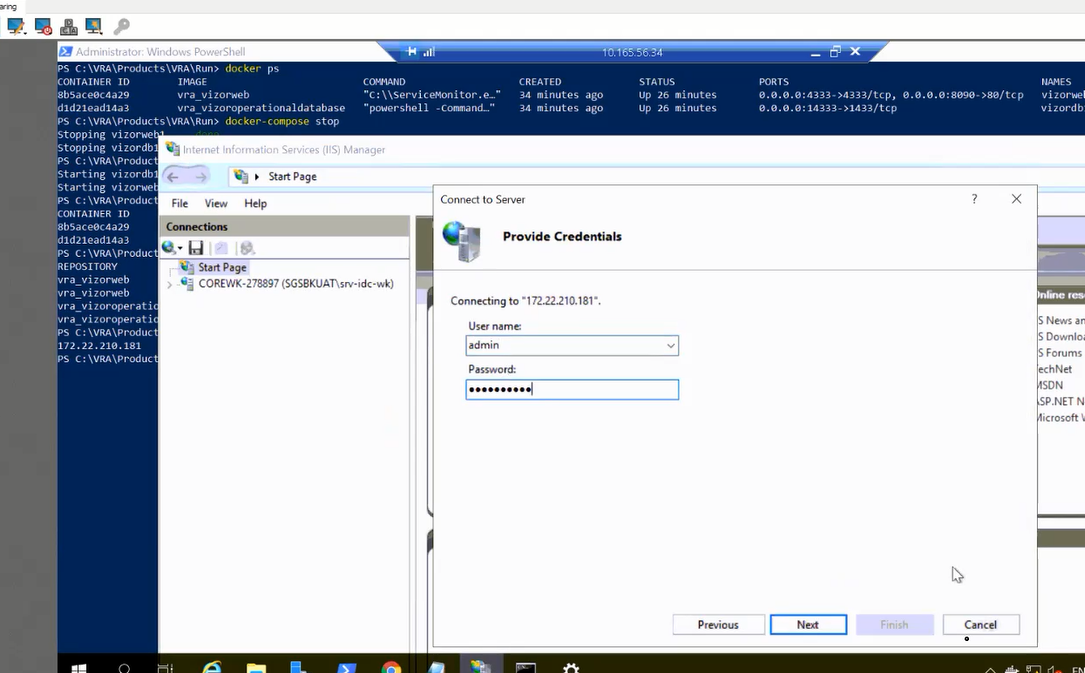 aring
Administrator: Windows PowerShell
10.165.56.34
PS C:\VRA\Products\VRA\Run> docker ps
CONTAINER ID IMAGE COMMAND CREATED STATUS PORTS NAMES
8b5ace0c4a29 vra_vizorweb "C:\\ServiceMonitor.e…" 34 minutes ago Up 26 minutes 0.0.0.0:4333->4333/tcp, 0.0.0.0:8090->80/tcp vizorweb
d1d21ead14a3 vra_vizoroperationaldatabase "powershell -Command…" 34 minutes ago Up 26 minutes 0.0.0.0:14333->1433/tcp vizordb1
PS C:\VRA\Products\VRA\Run> docker-compose stop
Stopping vizorweb1 ... done
Stopping vizordb1
PS C:\VRA\Product
Starting vizordb1
Starting vizorweb
PS C:\VRA\Product
CONTAINER ID
8b5ace0c4a29
d1d21ead14a3
PS C:\VRA\Product
REPOSITORY
vra_vizorweb
vra_vizorweb
vra_vizoroperatio
vra_vizoroperatio
PS C:\VRA\Product
172.22.210.181
PS C:\VRA\Product
Internet Information Services (IIS) Manager
Start Page
File View Help
Connections
Start Page
COREWK-278897 (SGSBKUAT\srv-idc-wk)
Connect to Server
?
Provide Credentials
Connecting to "172.22.210.181".
User name:
admin
Password:
••••••••••
Previous Next Finish Cancel
Online reso
S News an
S Downloa
S Forums
echNet
MSDN
ASP.NET N
Microsoft W
EN